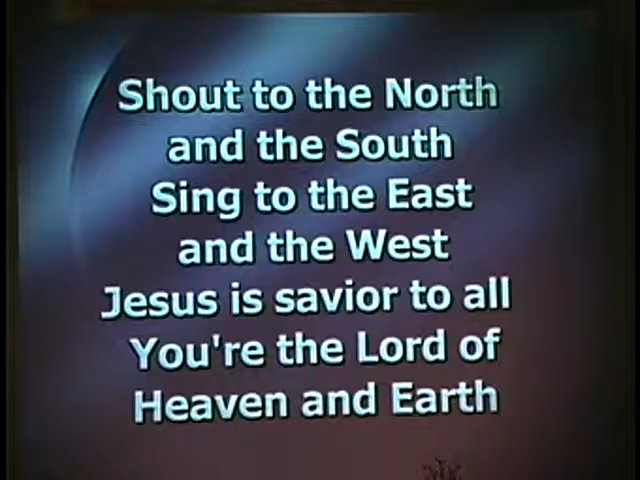 Shout to the North
and the South
Sing to the East
and the West
Jesus is savior to all
You're the Lord of
Heaven and Earth